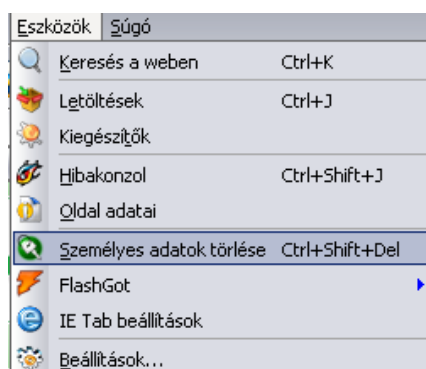 Eszközök Súgó
Keresés a weben Ctrl+K
Letöltések Ctrl+J
Kiegészítők
Hibakonzol Ctrl+Shift+J
Oldal adatai
Személyes adatok törlése Ctrl+Shift+Del
FlashGot
IE Tab beállítások
Beállítások...